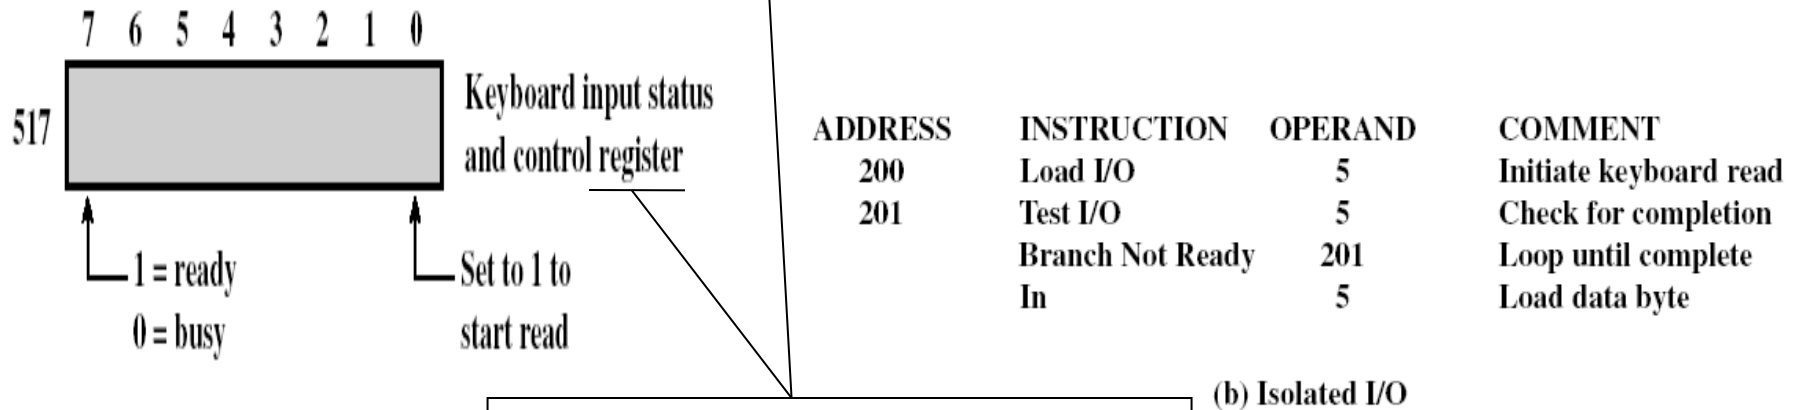 7 6 5 4 3 2 1 0
517
Keyboard input status
and control register
1 = ready
0 = busy
Set to 1 to
start read
ADDRESS INSTRUCTION OPERAND COMMENT
200 Load I/O 5 Initiate keyboard read
201 Test I/O 5 Check for completion
Branch Not Ready 201 Loop until complete
In 5 Load data byte
(b) Isolated I/O